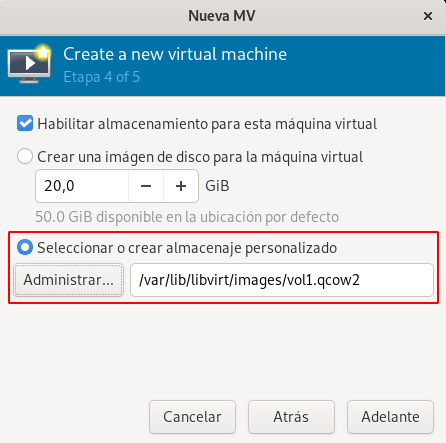 Nueva MV
Create a new virtual machine
Etapa 4 of 5
Habilitar almacenamiento para esta máquina virtual
Crear una imágen de disco para la máquina virtual
20,0 − + GiB
50.0 GiB disponible en la ubicación por defecto
Seleccionar o crear almacenaje personalizado
Administrar... /var/lib/libvirt/images/vol1.qcow2
Cancelar Atrás Adelante